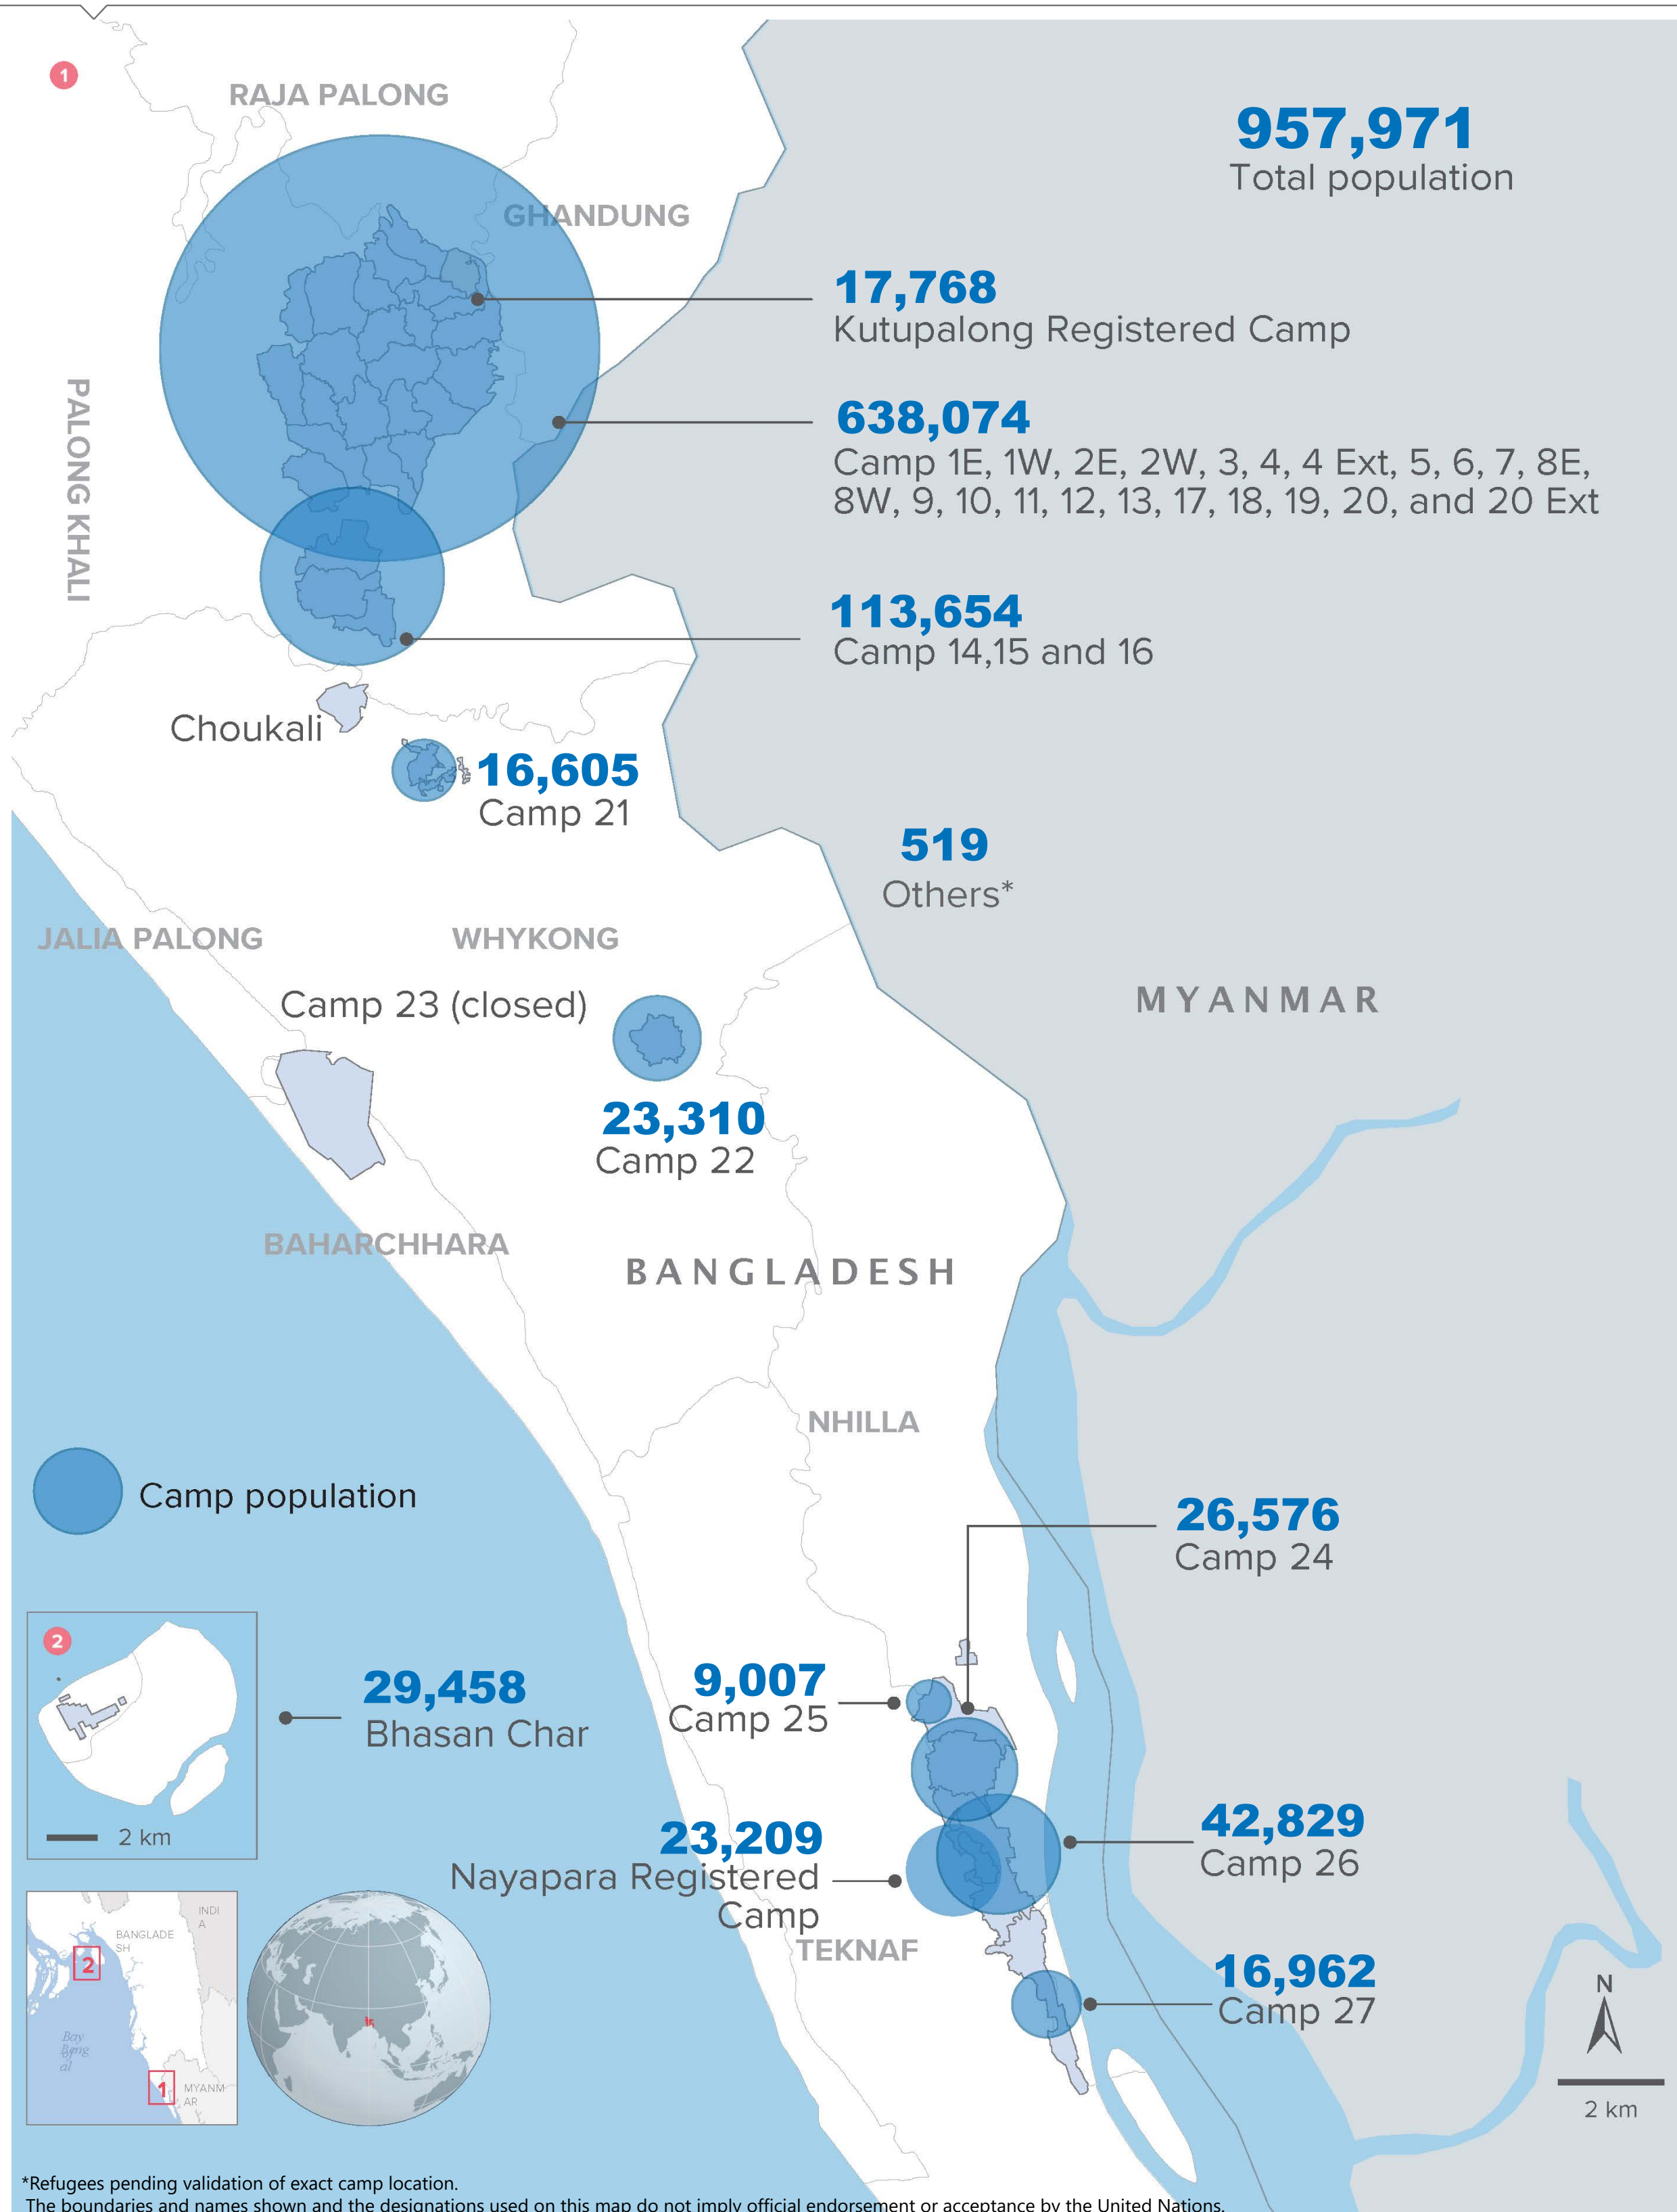 1
RAJA PALONG
957,971
Total population
GHANDUNG
17,768
Kutupalong Registered Camp
PALONG KHALI
638,074
Camp 1E, 1W, 2E, 2W, 3, 4, 4 Ext, 5, 6, 7, 8E,
8W, 9, 10, 11, 12, 13, 17, 18, 19, 20, and 20 Ext
113,654
Camp 14,15 and 16
Choukali
16,605
Camp 21
519
Others*
JALIA PALONG
WHYKONG
MYANMAR
Camp 23 (closed)
23,310
Camp 22
BAHARCHHARA
BANGLADESH
NHILLA
Camp population
26,576
Camp 24
2
29,458
Bhasan Char
2 km
9,007
Camp 25
23,209
Nayapara Registered
Camp
42,829
Camp 26
TEKNAF
16,962
Camp 27
INDI
A
BANGLADE
SH
2
Bay
al
1
MYANM
AR
N
2 km
*Refugees pending validation of exact camp location.
The boundaries and names shown and the designations used on this map do not imply official endorsement or acceptance by the United Nations.